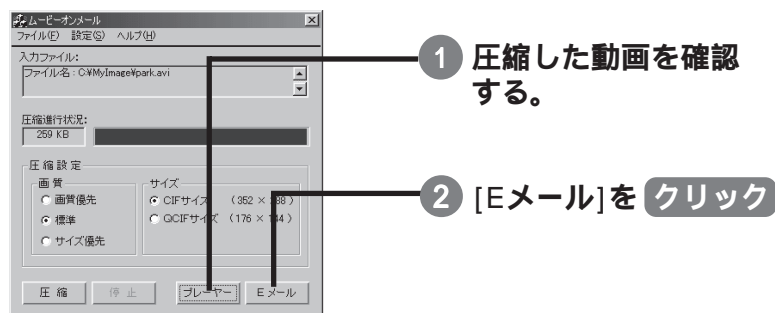 ムービーオンメール
ファイル(F) 設定(S) ヘルプ(H)
入力ファイル:
ファイル名 : C:¥MyImage¥park.avi
圧縮進行状況:
259 KB
圧縮設定
画質
画質優先
標準
サイズ優先
サイズ
CIFサイズ (352 × 288)
QCIFサイズ (176 × 144)
圧 縮
停 止
プレーヤー
Eメール
1 圧縮した動画を確認
する。
2 [Eメール]を クリック